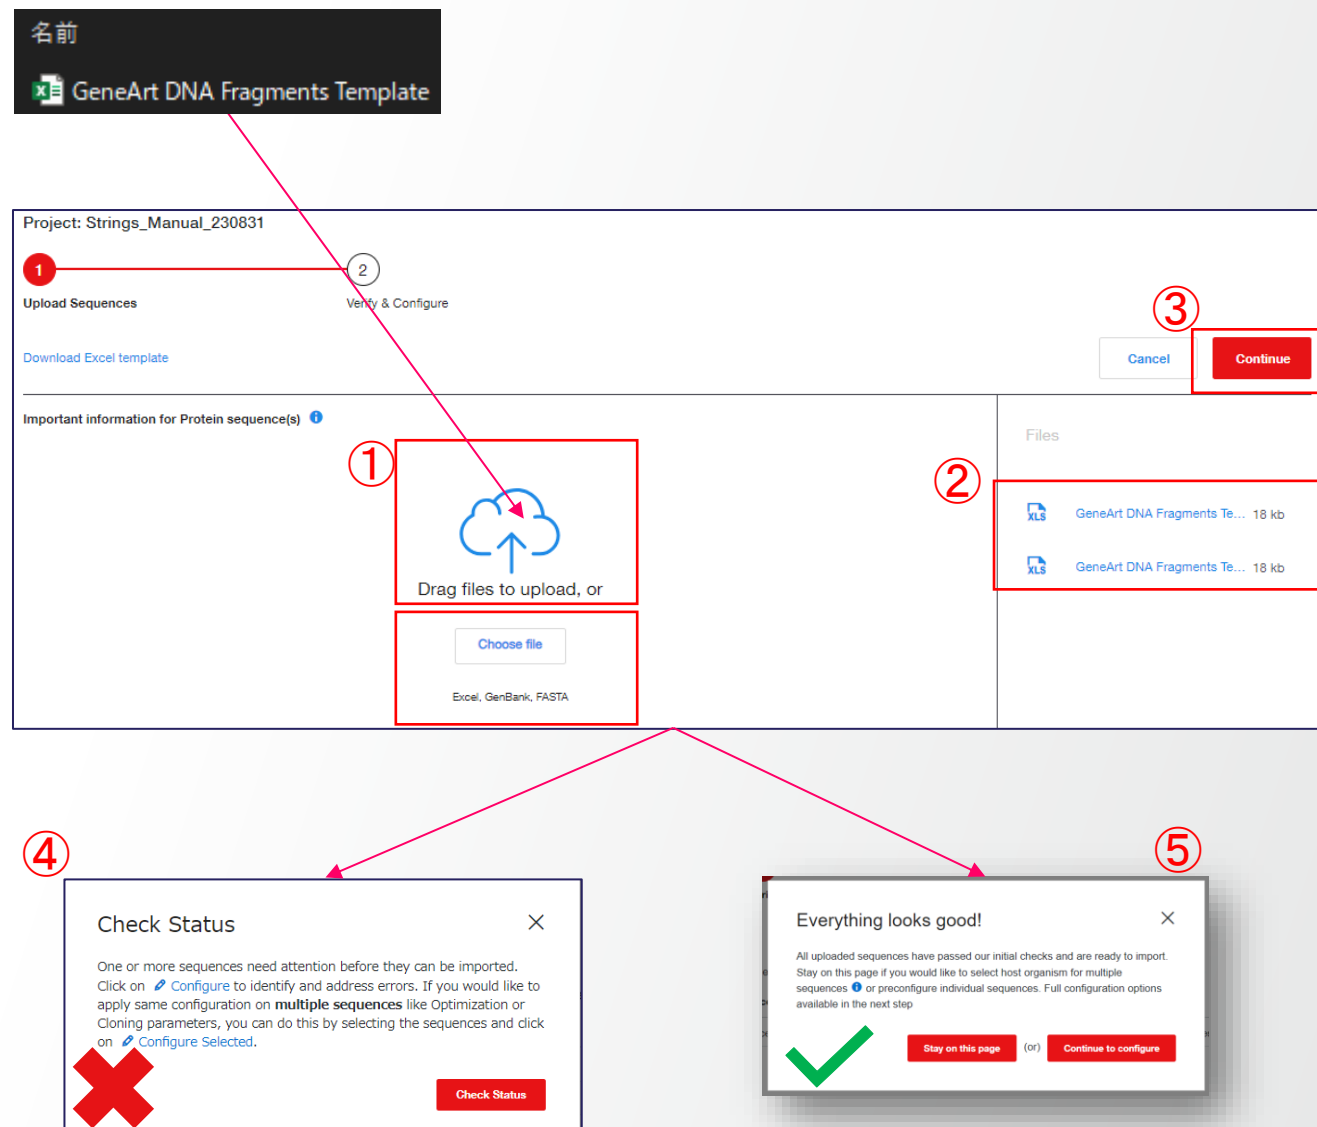 名前
GeneArt DNA Fragments Template
Project: Strings_Manual_230831
1
2
Upload Sequences
Verify & Configure
③
Download Excel template
Cancel
Continue
Important information for Protein sequence(s)
Files
①
②
XLS GeneArt DNA Fragments Te... 18 kb
XLS GeneArt DNA Fragments Te... 18 kb
Drag files to upload, or
Choose file
Excel, GenBank, FASTA
④
Check Status
One or more sequences need attention before they can be imported.
Click on Configure to identify and address errors. If you would like to
apply same configuration on multiple sequences like Optimization or
Cloning parameters, you can do this by selecting the sequences and click
on Configure Selected.
Check Status
⑤
Everything looks good!
All uploaded sequences have passed our initial checks and are ready to import.
Stay on this page if you would like to select host organism for multiple
sequences or preconfigure individual sequences. Full configuration options
available in the next step
Stay on this page (or) Continue to configure